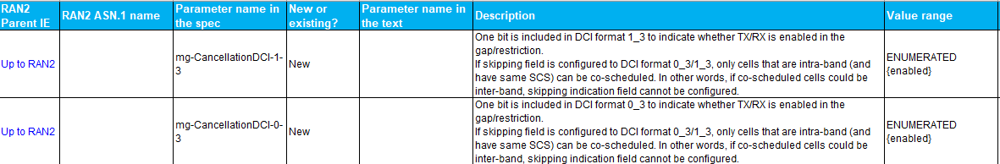 RAN2 Parent IE
RAN2 ASN.1 name
Parameter name in the spec
New or existing?
Parameter name in the text
Description
Value range
Up to RAN2
mg-CancellationDCI-1-3
New
One bit is included in DCI format 1_3 to indicate whether TX/RX is enabled in the
gap/restriction.
If skipping field is configured to DCI format 0_3/1_3, only cells that are intra-band (and
have same SCS) can be co-scheduled. In other words, if co-scheduled cells could be
inter-band, skipping indication field cannot be configured.
ENUMERATED
{enabled}
Up to RAN2
mg-CancellationDCI-0-3
New
One bit is included in DCI format 0_3 to indicate whether TX/RX is enabled in the
gap/restriction.
If skipping field is configured to DCI format 0_3/1_3, only cells that are intra-band (and
have same SCS) can be co-scheduled. In other words, if co-scheduled cells could be
inter-band, skipping indication field cannot be configured.
ENUMERATED
{enabled}